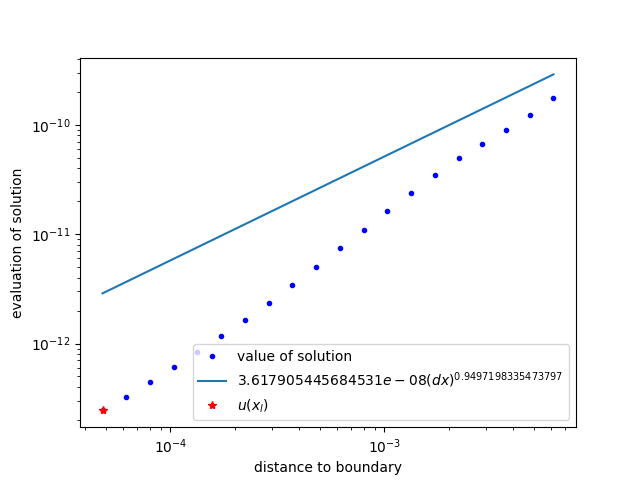 10⁻¹⁰
10⁻¹¹
10⁻¹²
evaluation of solution
value of solution
3.617905445684531e − 08(dx)^0.9497198335473797
u(x_l)
10⁻⁴
10⁻³
distance to boundary